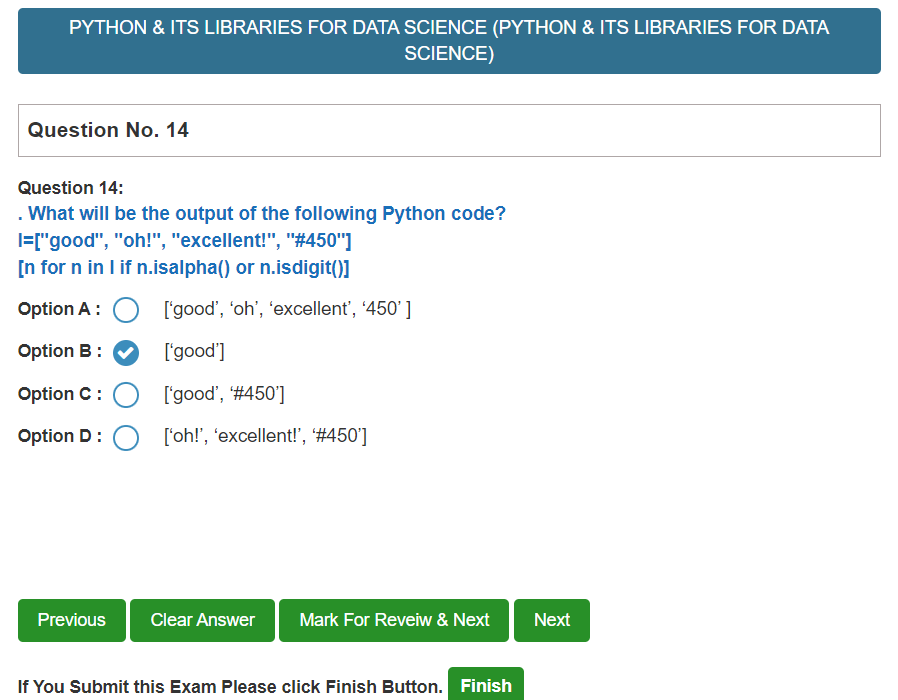 PYTHON & ITS LIBRARIES FOR DATA SCIENCE (PYTHON & ITS LIBRARIES FOR DATA
SCIENCE)
Question No. 14
Question 14:
. What will be the output of the following Python code?
l=["good", "oh!", "excellent!", "#450"]
[n for n in l if n.isalpha() or n.isdigit()]
Option A : [‘good’, ‘oh’, ‘excellent’, ‘450’ ]
Option B : [‘good’]
Option C : [‘good’, ‘#450’]
Option D : [‘oh!’, ‘excellent!’, ‘#450’]
Previous Clear Answer Mark For Reveiw & Next Next
If You Submit this Exam Please click Finish Button. Finish